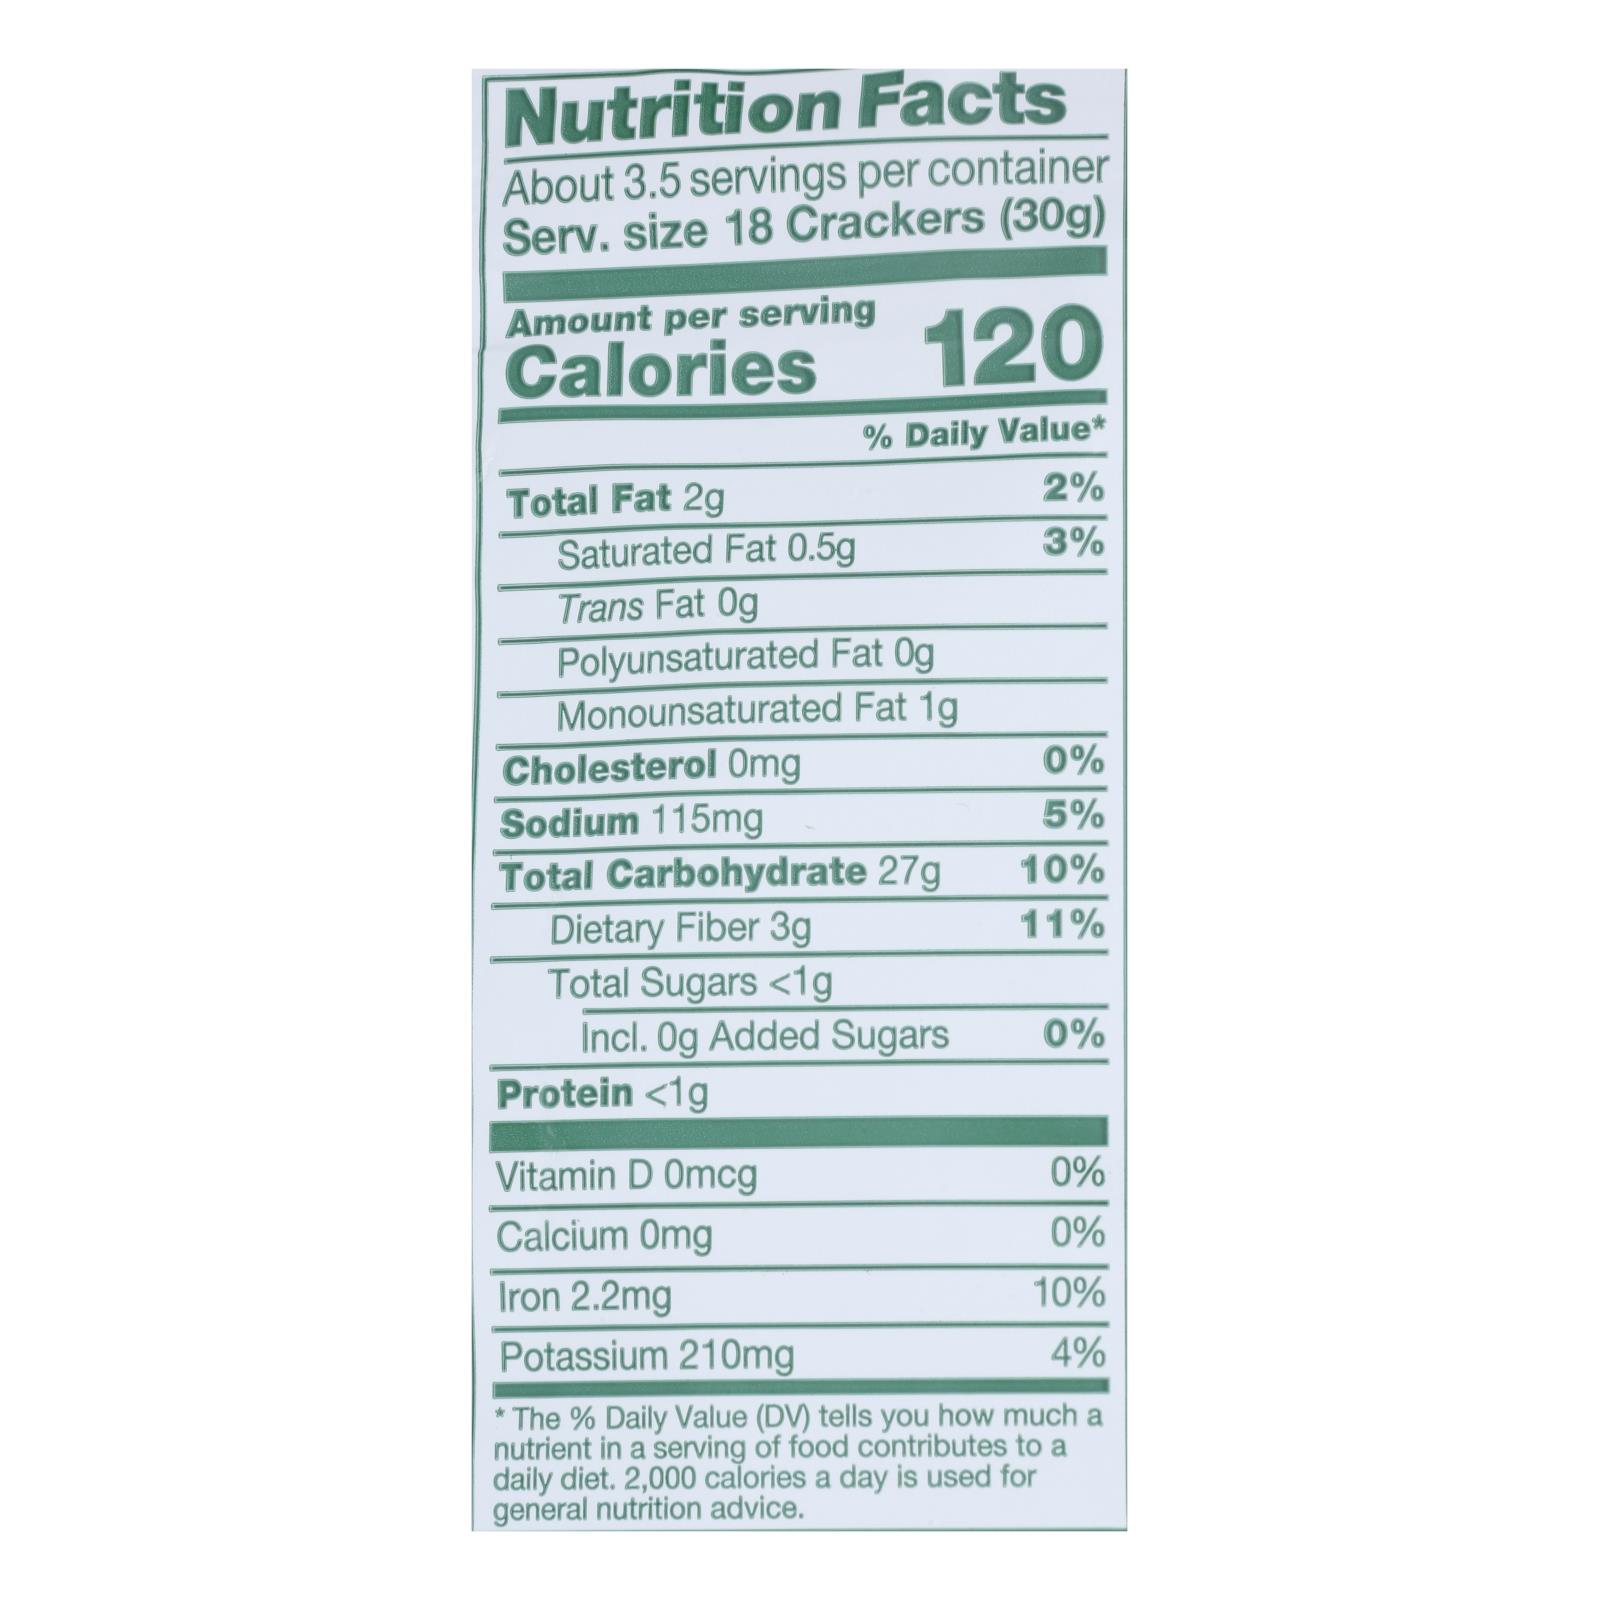 Nutrition Facts
About 3.5 servings per container
Serv. size 18 Crackers (30g)
Amount per serving
Calories 120
% Daily Value*
Total Fat 2g 2%
Saturated Fat 0.5g 3%
Trans Fat 0g
Polyunsaturated Fat 0g
Monounsaturated Fat 1g
Cholesterol 0mg 0%
Sodium 115mg 5%
Total Carbohydrate 27g 10%
Dietary Fiber 3g 11%
Total Sugars <1g
Incl. 0g Added Sugars 0%
Protein <1g
Vitamin D 0mcg 0%
Calcium 0mg 0%
Iron 2.2mg 10%
Potassium 210mg 4%
* The % Daily Value (DV) tells you how much a
nutrient in a serving of food contributes to a
daily diet. 2,000 calories a day is used for
general nutrition advice.